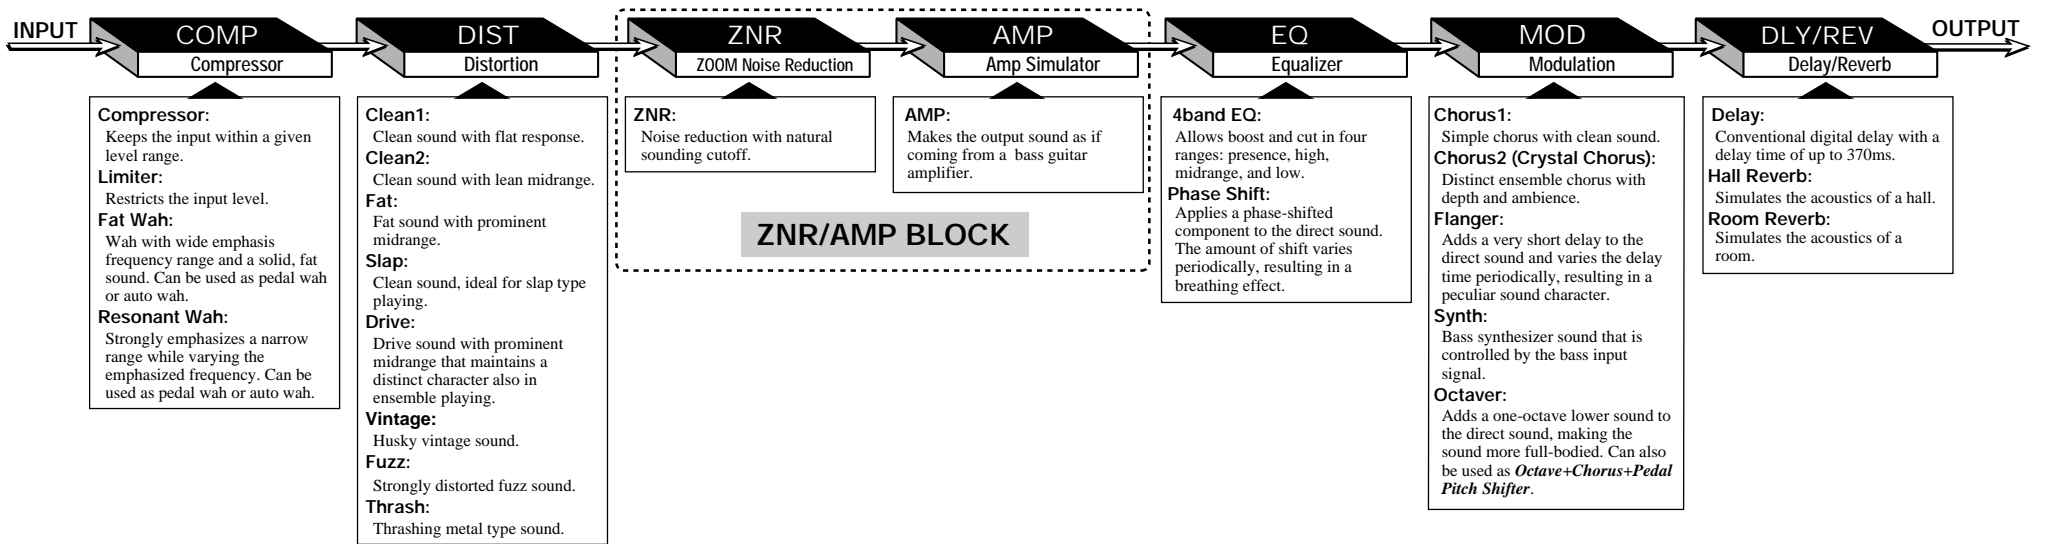 INPUT
COMP
Compressor
DIST
Distortion
ZNR
ZOOM Noise Reduction
AMP
Amp Simulator
EQ
Equalizer
MOD
Modulation
DLY/REV
Delay/Reverb
OUTPUT
Compressor:
Keeps the input within a given
level range.
Limiter:
Restricts the input level.
Fat Wah:
Wah with wide emphasis
frequency range and a solid, fat
sound. Can be used as pedal wah
or auto wah.
Resonant Wah:
Strongly emphasizes a narrow
range while varying the
emphasized frequency. Can be
used as pedal wah or auto wah.
Clean1:
Clean sound with flat response.
Clean2:
Clean sound with lean midrange.
Fat:
Fat sound with prominent
midrange.
Slap:
Clean sound, ideal for slap type
playing.
Drive:
Drive sound with prominent
midrange that maintains a
distinct character also in
ensemble playing.
Vintage:
Husky vintage sound.
Fuzz:
Strongly distorted fuzz sound.
Thrash:
Thrashing metal type sound.
ZNR:
Noise reduction with natural
sounding cutoff.
AMP:
Makes the output sound as if
coming from a bass guitar
amplifier.
ZNR/AMP BLOCK
4band EQ:
Allows boost and cut in four
ranges: presence, high,
midrange, and low.
Phase Shift:
Applies a phase-shifted
component to the direct sound.
The amount of shift varies
periodically, resulting in a
breathing effect.
Chorus1:
Simple chorus with clean sound.
Chorus2 (Crystal Chorus):
Distinct ensemble chorus with
depth and ambience.
Flanger:
Adds a very short delay to the
direct sound and varies the delay
time periodically, resulting in a
peculiar sound character.
Synth:
Bass synthesizer sound that is
controlled by the bass input
signal.
Octaver:
Adds a one-octave lower sound to
the direct sound, making the
sound more full-bodied. Can also
be used as Octave+Chorus+Pedal
Pitch Shifter.
Delay:
Conventional digital delay with a
delay time of up to 370ms.
Hall Reverb:
Simulates the acoustics of a hall.
Room Reverb:
Simulates the acoustics of a
room.